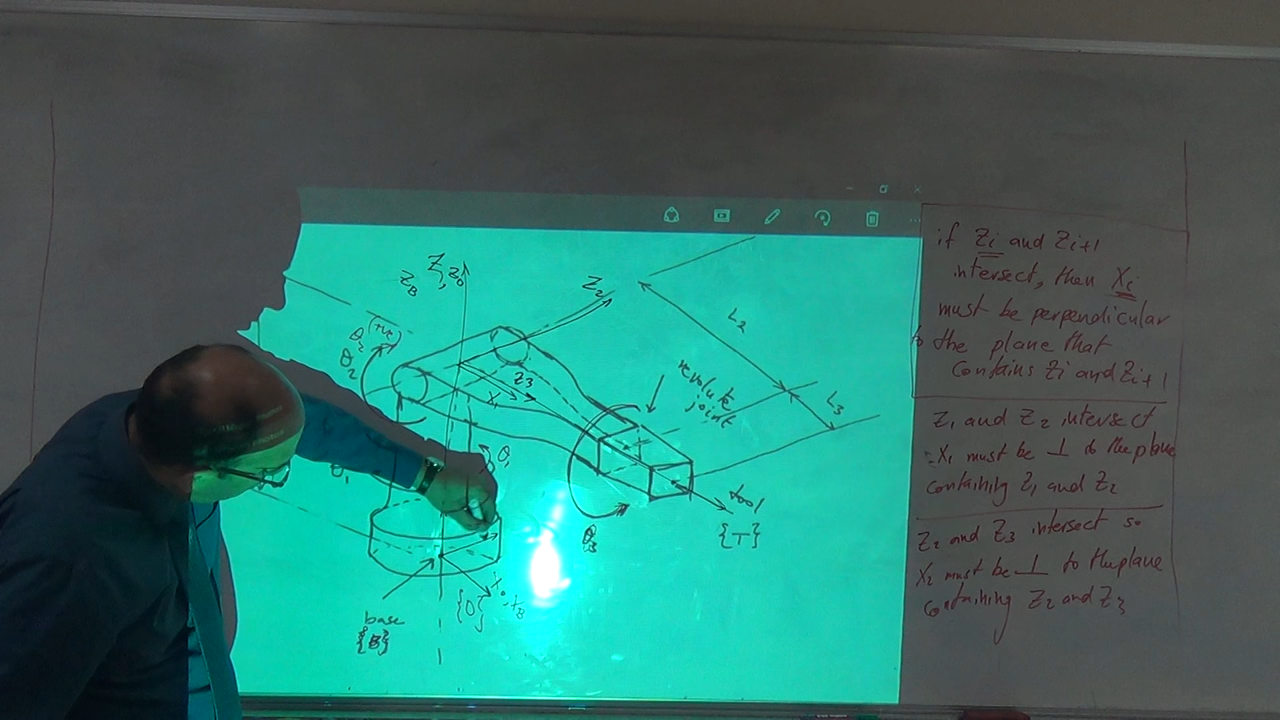 if Zi and Zi+1
intersect, then Xi
must be perpendicular
to the plane that
contains Zi and Zi+1
Z1 and Z2 intersect
∴ X1 must be ⊥ to the plane
containing Z1 and Z2
Z2 and Z3 intersect so
X2 must be ⊥ to the plane
containing Z2 and Z3
Z2
L2
θ2
Z3
revolute
joint
L3
{T}
θ3
θ1
base
{B}
{0}